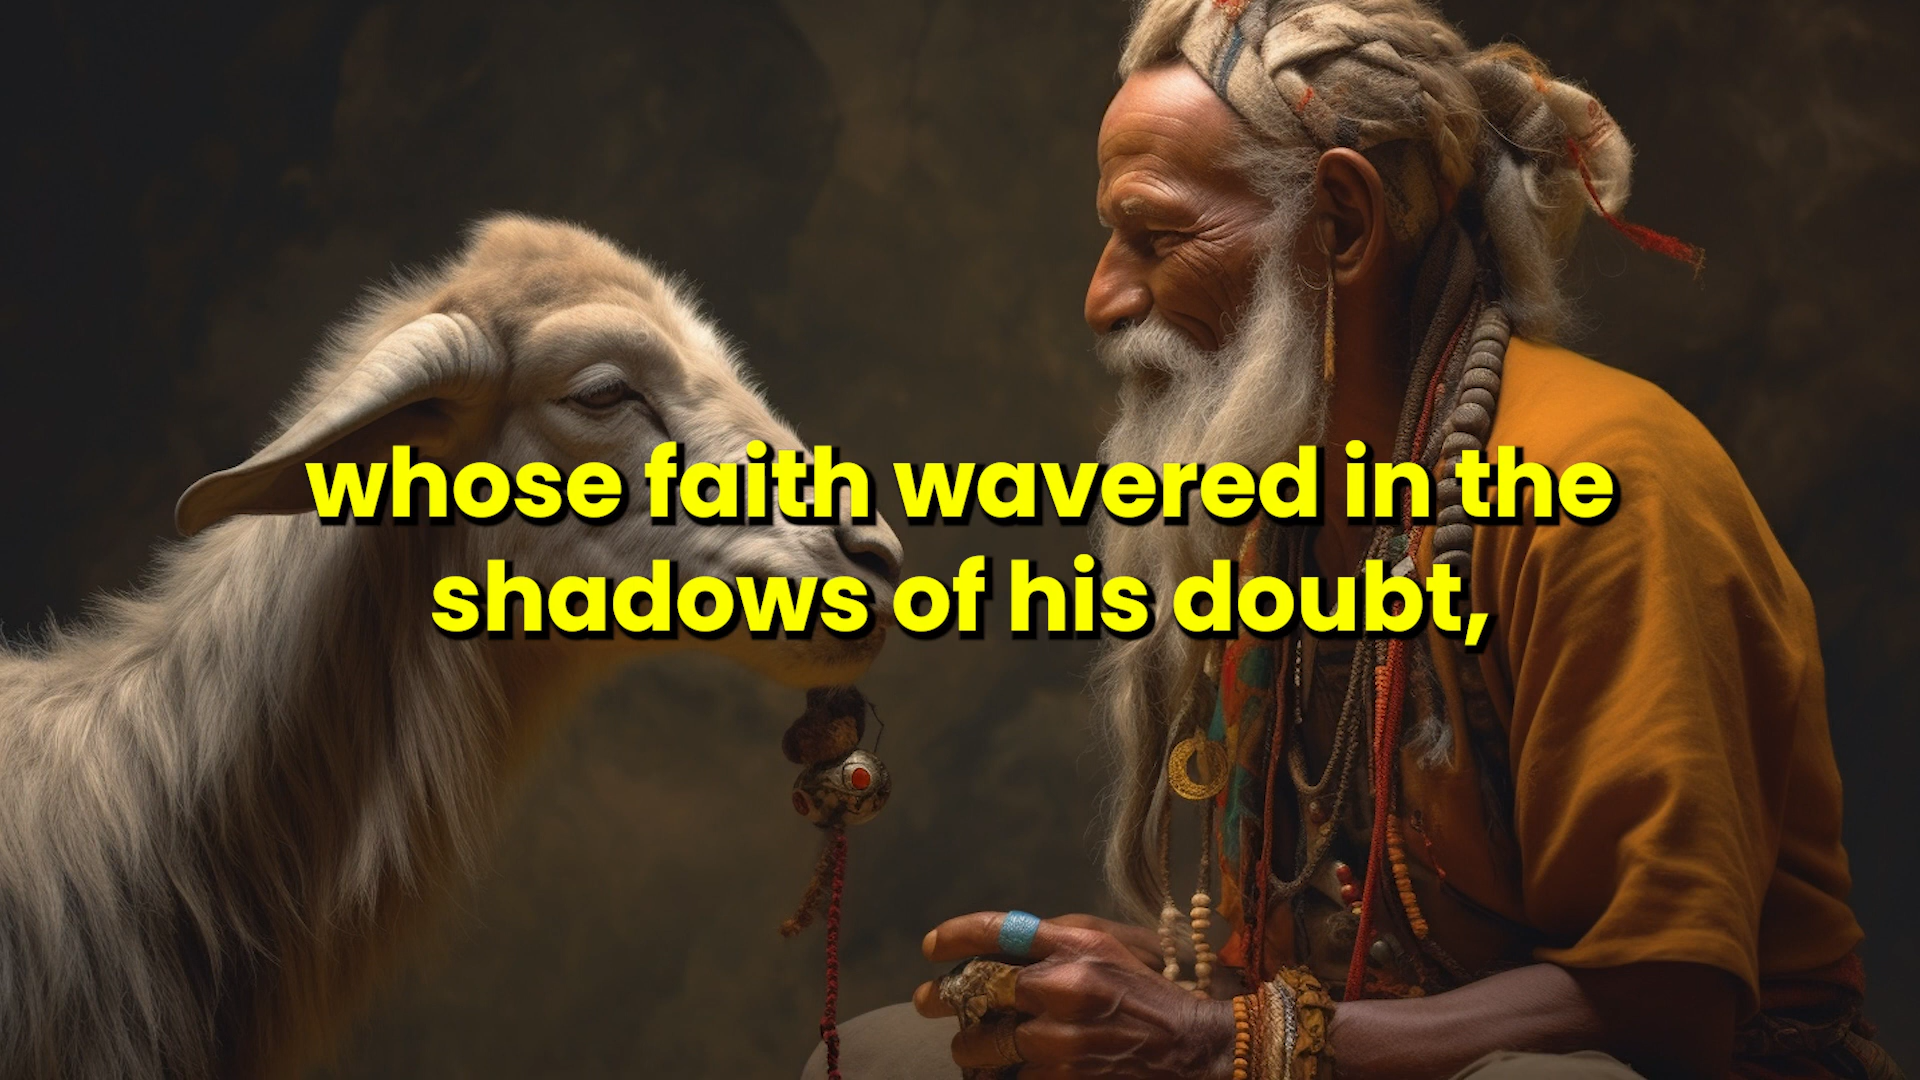 whose faith wavered in the
shadows of his doubt,